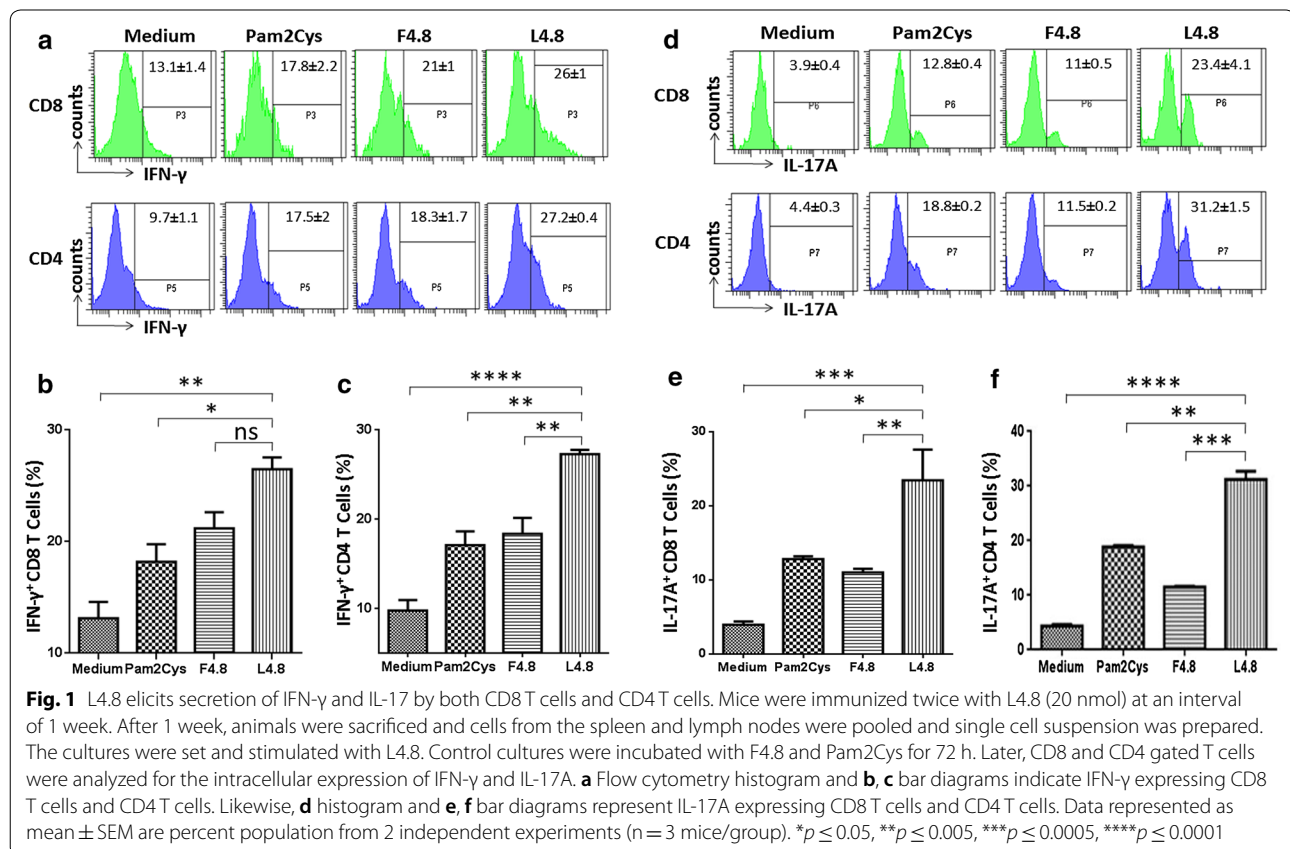 a
Medium Pam2Cys F4.8 L4.8
CD8
counts
13.1±1.4 17.8±2.2 21±1 26±1
P3 P3 P3 P3
IFN-γ
CD4
counts
9.7±1.1 17.5±2 18.3±1.7 27.2±0.4
P5 P5 P5 P5
IFN-γ
d
Medium Pam2Cys F4.8 L4.8
CD8
counts
3.9±0.4 12.8±0.4 11±0.5 23.4±4.1
P6 P6 P6 P6
IL-17A
CD4
counts
4.4±0.3 18.8±0.2 11.5±0.2 31.2±1.5
P7 P7 P7 P7
IL-17A
b
**
*
ns
IFN-γ⁺ CD8 T Cells (%)
30
20
10
Medium Pam2Cys F4.8 L4.8
c
****
**
**
IFN-γ⁺ CD4 T Cells (%)
30
20
10
Medium Pam2Cys F4.8 L4.8
e
***
*
**
IL-17A⁺ CD8 T Cells (%)
30
20
10
0
Medium Pam2Cys F4.8 L4.8
f
****
**
***
IL-17A⁺ CD4 T Cells (%)
40
30
20
10
0
Medium Pam2Cys F4.8 L4.8
Fig. 1 L4.8 elicits secretion of IFN-γ and IL-17 by both CD8 T cells and CD4 T cells. Mice were immunized twice with L4.8 (20 nmol) at an interval
of 1 week. After 1 week, animals were sacrificed and cells from the spleen and lymph nodes were pooled and single cell suspension was prepared.
The cultures were set and stimulated with L4.8. Control cultures were incubated with F4.8 and Pam2Cys for 72 h. Later, CD8 and CD4 gated T cells
were analyzed for the intracellular expression of IFN-γ and IL-17A. a Flow cytometry histogram and b, c bar diagrams indicate IFN-γ expressing CD8
T cells and CD4 T cells. Likewise, d histogram and e, f bar diagrams represent IL-17A expressing CD8 T cells and CD4 T cells. Data represented as
mean ± SEM are percent population from 2 independent experiments (n = 3 mice/group). *p ≤ 0.05, **p ≤ 0.005, ***p ≤ 0.0005, ****p ≤ 0.0001